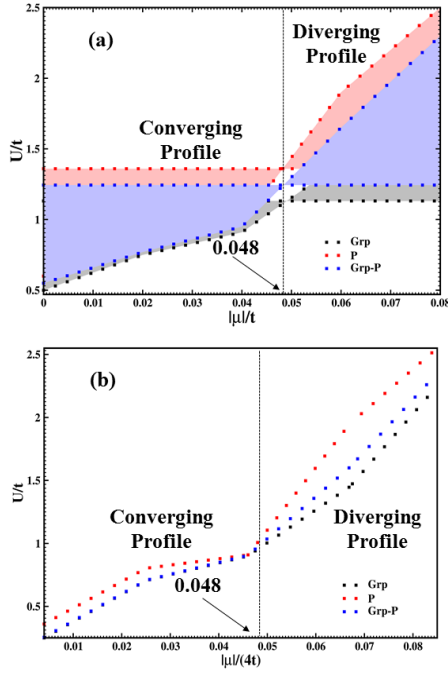 (a)
Diverging
Profile
Converging
Profile
0.048
Grp
P
Grp-P
U/t
2.5
2
1.5
1
0.5
0 0.01 0.02 0.03 0.04 0.05 0.06 0.07 0.08
|μ|/t
(b)
Converging
Profile
Diverging
Profile
0.048
Grp
P
Grp-P
U/t
2.5
2
1.5
1
0.5
0.01 0.02 0.03 0.04 0.05 0.06 0.07 0.08
|μ|/(4t)